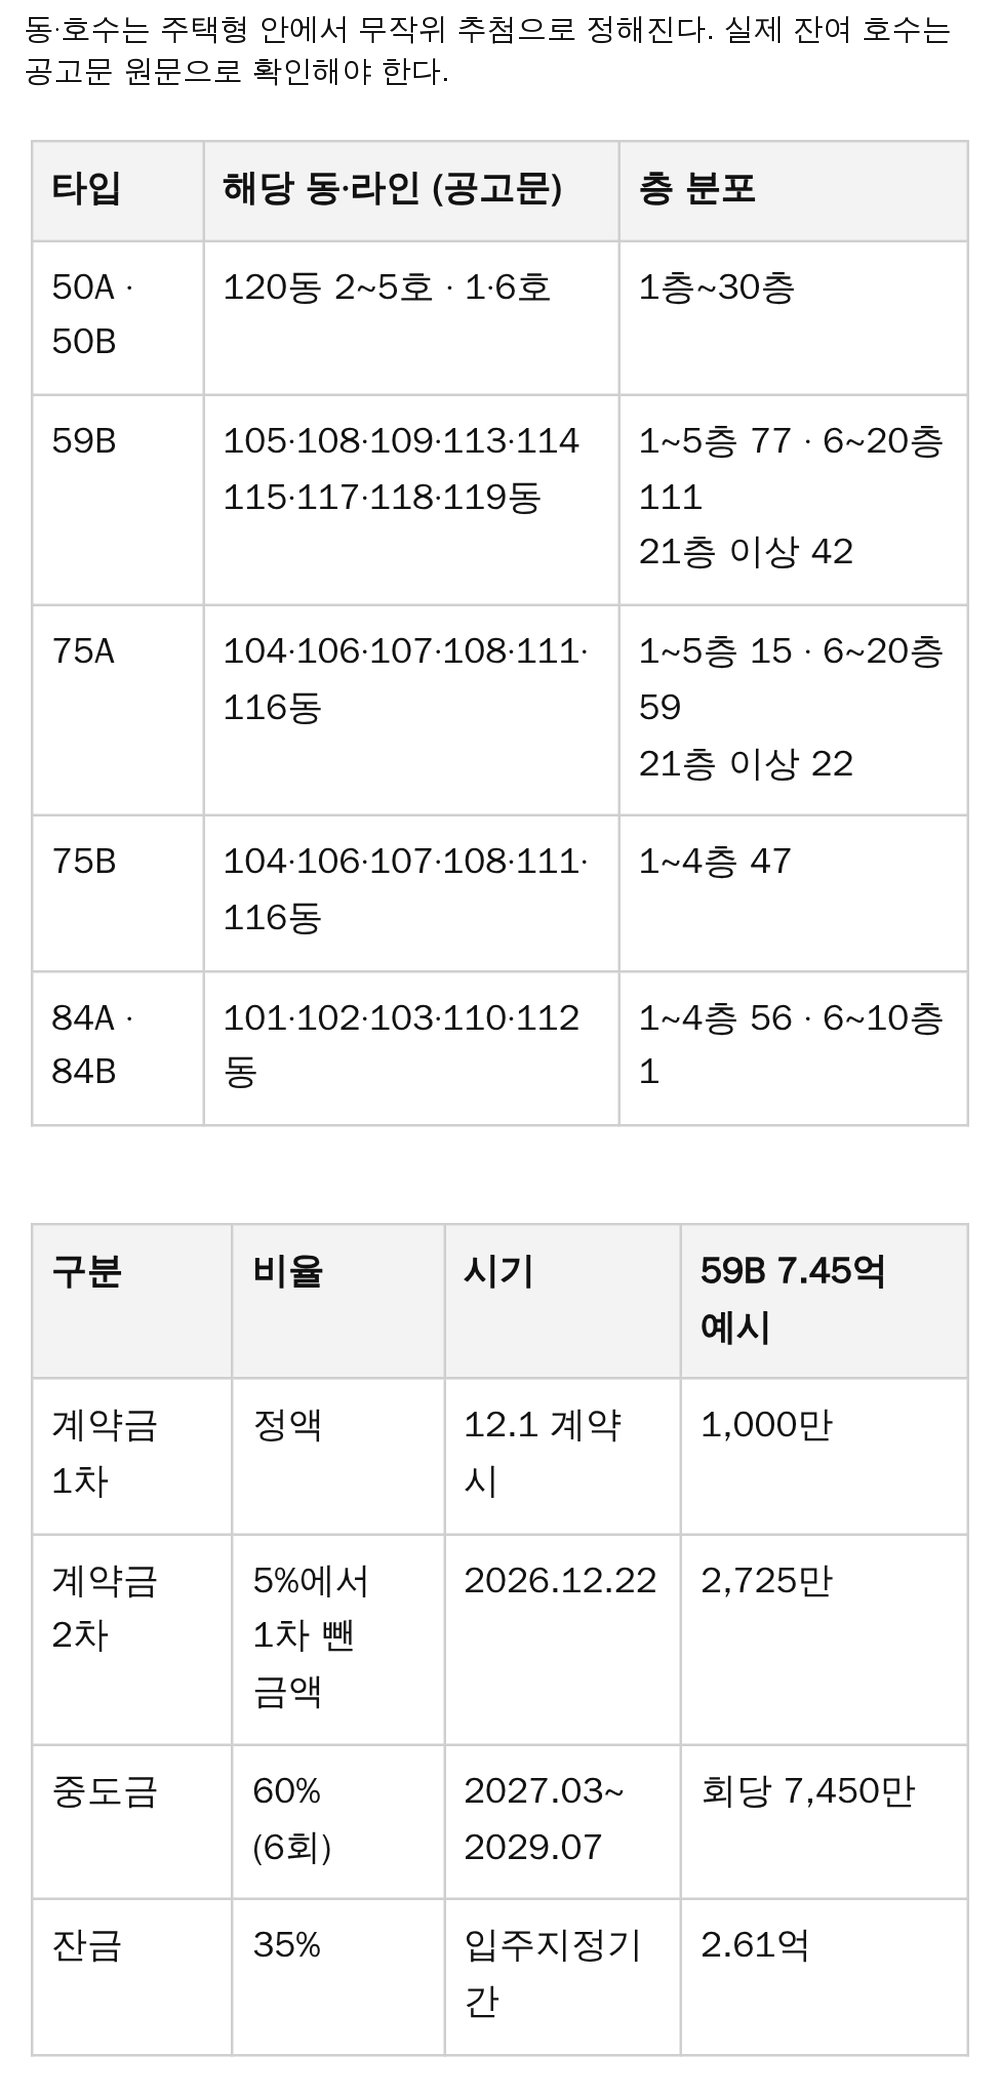 동·호수는 주택형 안에서 무작위 추첨으로 정해진다. 실제 잔여 호수는
공고문 원문으로 확인해야 한다.
타입
해당 동·라인 (공고문)
층 분포
50A ·
50B
120동 2~5호 · 1·6호
1층~30층
59B
105·108·109·113·114
115·117·118·119동
1~5층 77 · 6~20층
111
21층 이상 42
75A
104·106·107·108·111·
116동
1~5층 15 · 6~20층
59
21층 이상 22
75B
104·106·107·108·111·
116동
1~4층 47
84A ·
84B
101·102·103·110·112
동
1~4층 56 · 6~10층
1
구분
비율
시기
59B 7.45억
예시
계약금
1차
정액
12.1 계약
시
1,000만
계약금
2차
5%에서
1차 뺀
금액
2026.12.22
2,725만
중도금
60%
(6회)
2027.03~
2029.07
회당 7,450만
잔금
35%
입주지정기
간
2.61억